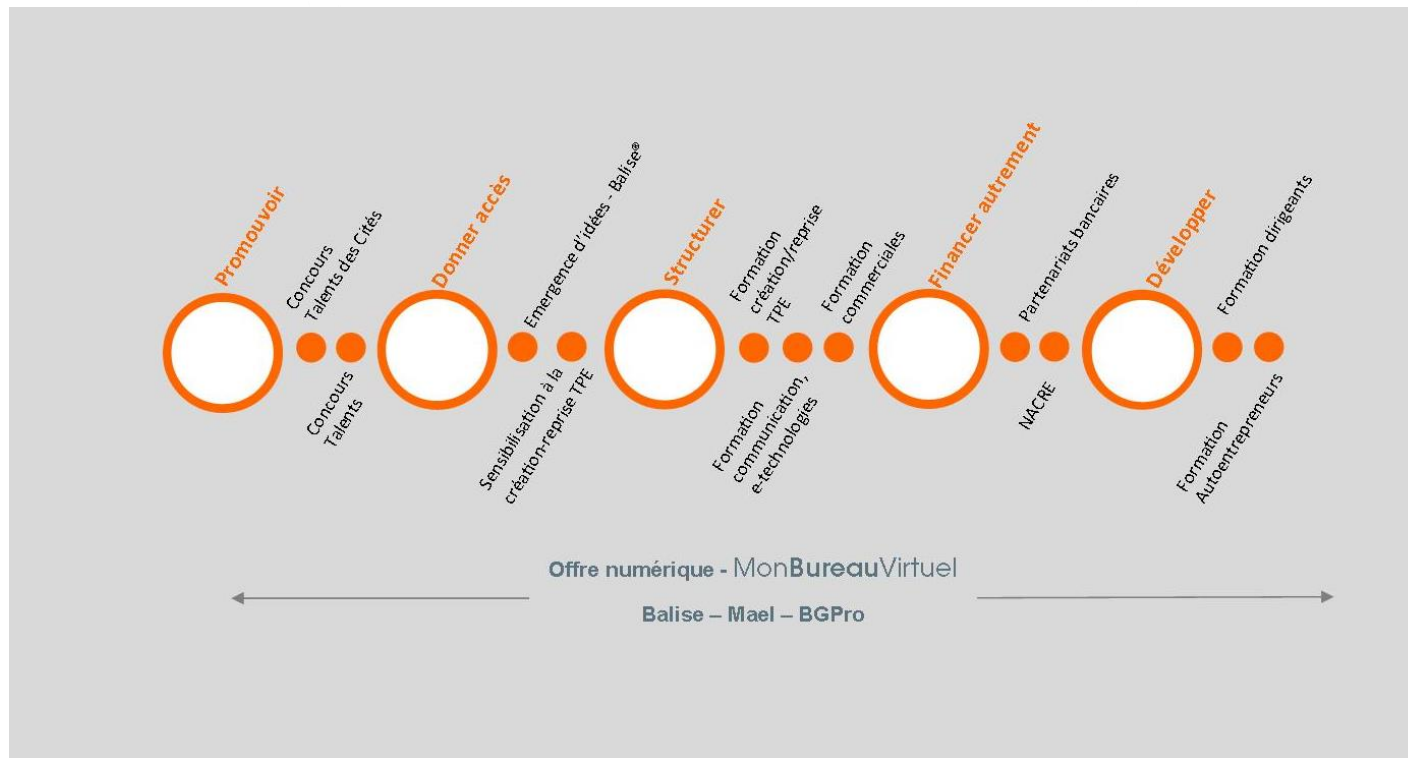 Promouvoir
Concours
Talents des Cités
Concours
Talents
Donner accès
Emergence d'idées - Balise®
Sensibilisation à la
création-reprise TPE
Structurer
Formation
création/reprise
TPE
Formation
communication,
e-technologies
Formation
commerciales
Financer autrement
Partenariats bancaires
NACRE
Développer
Formation dirigeants
Formation
Autoentrepreneurs
Offre numérique - MonBureauVirtuel
Balise – Mael – BGPro